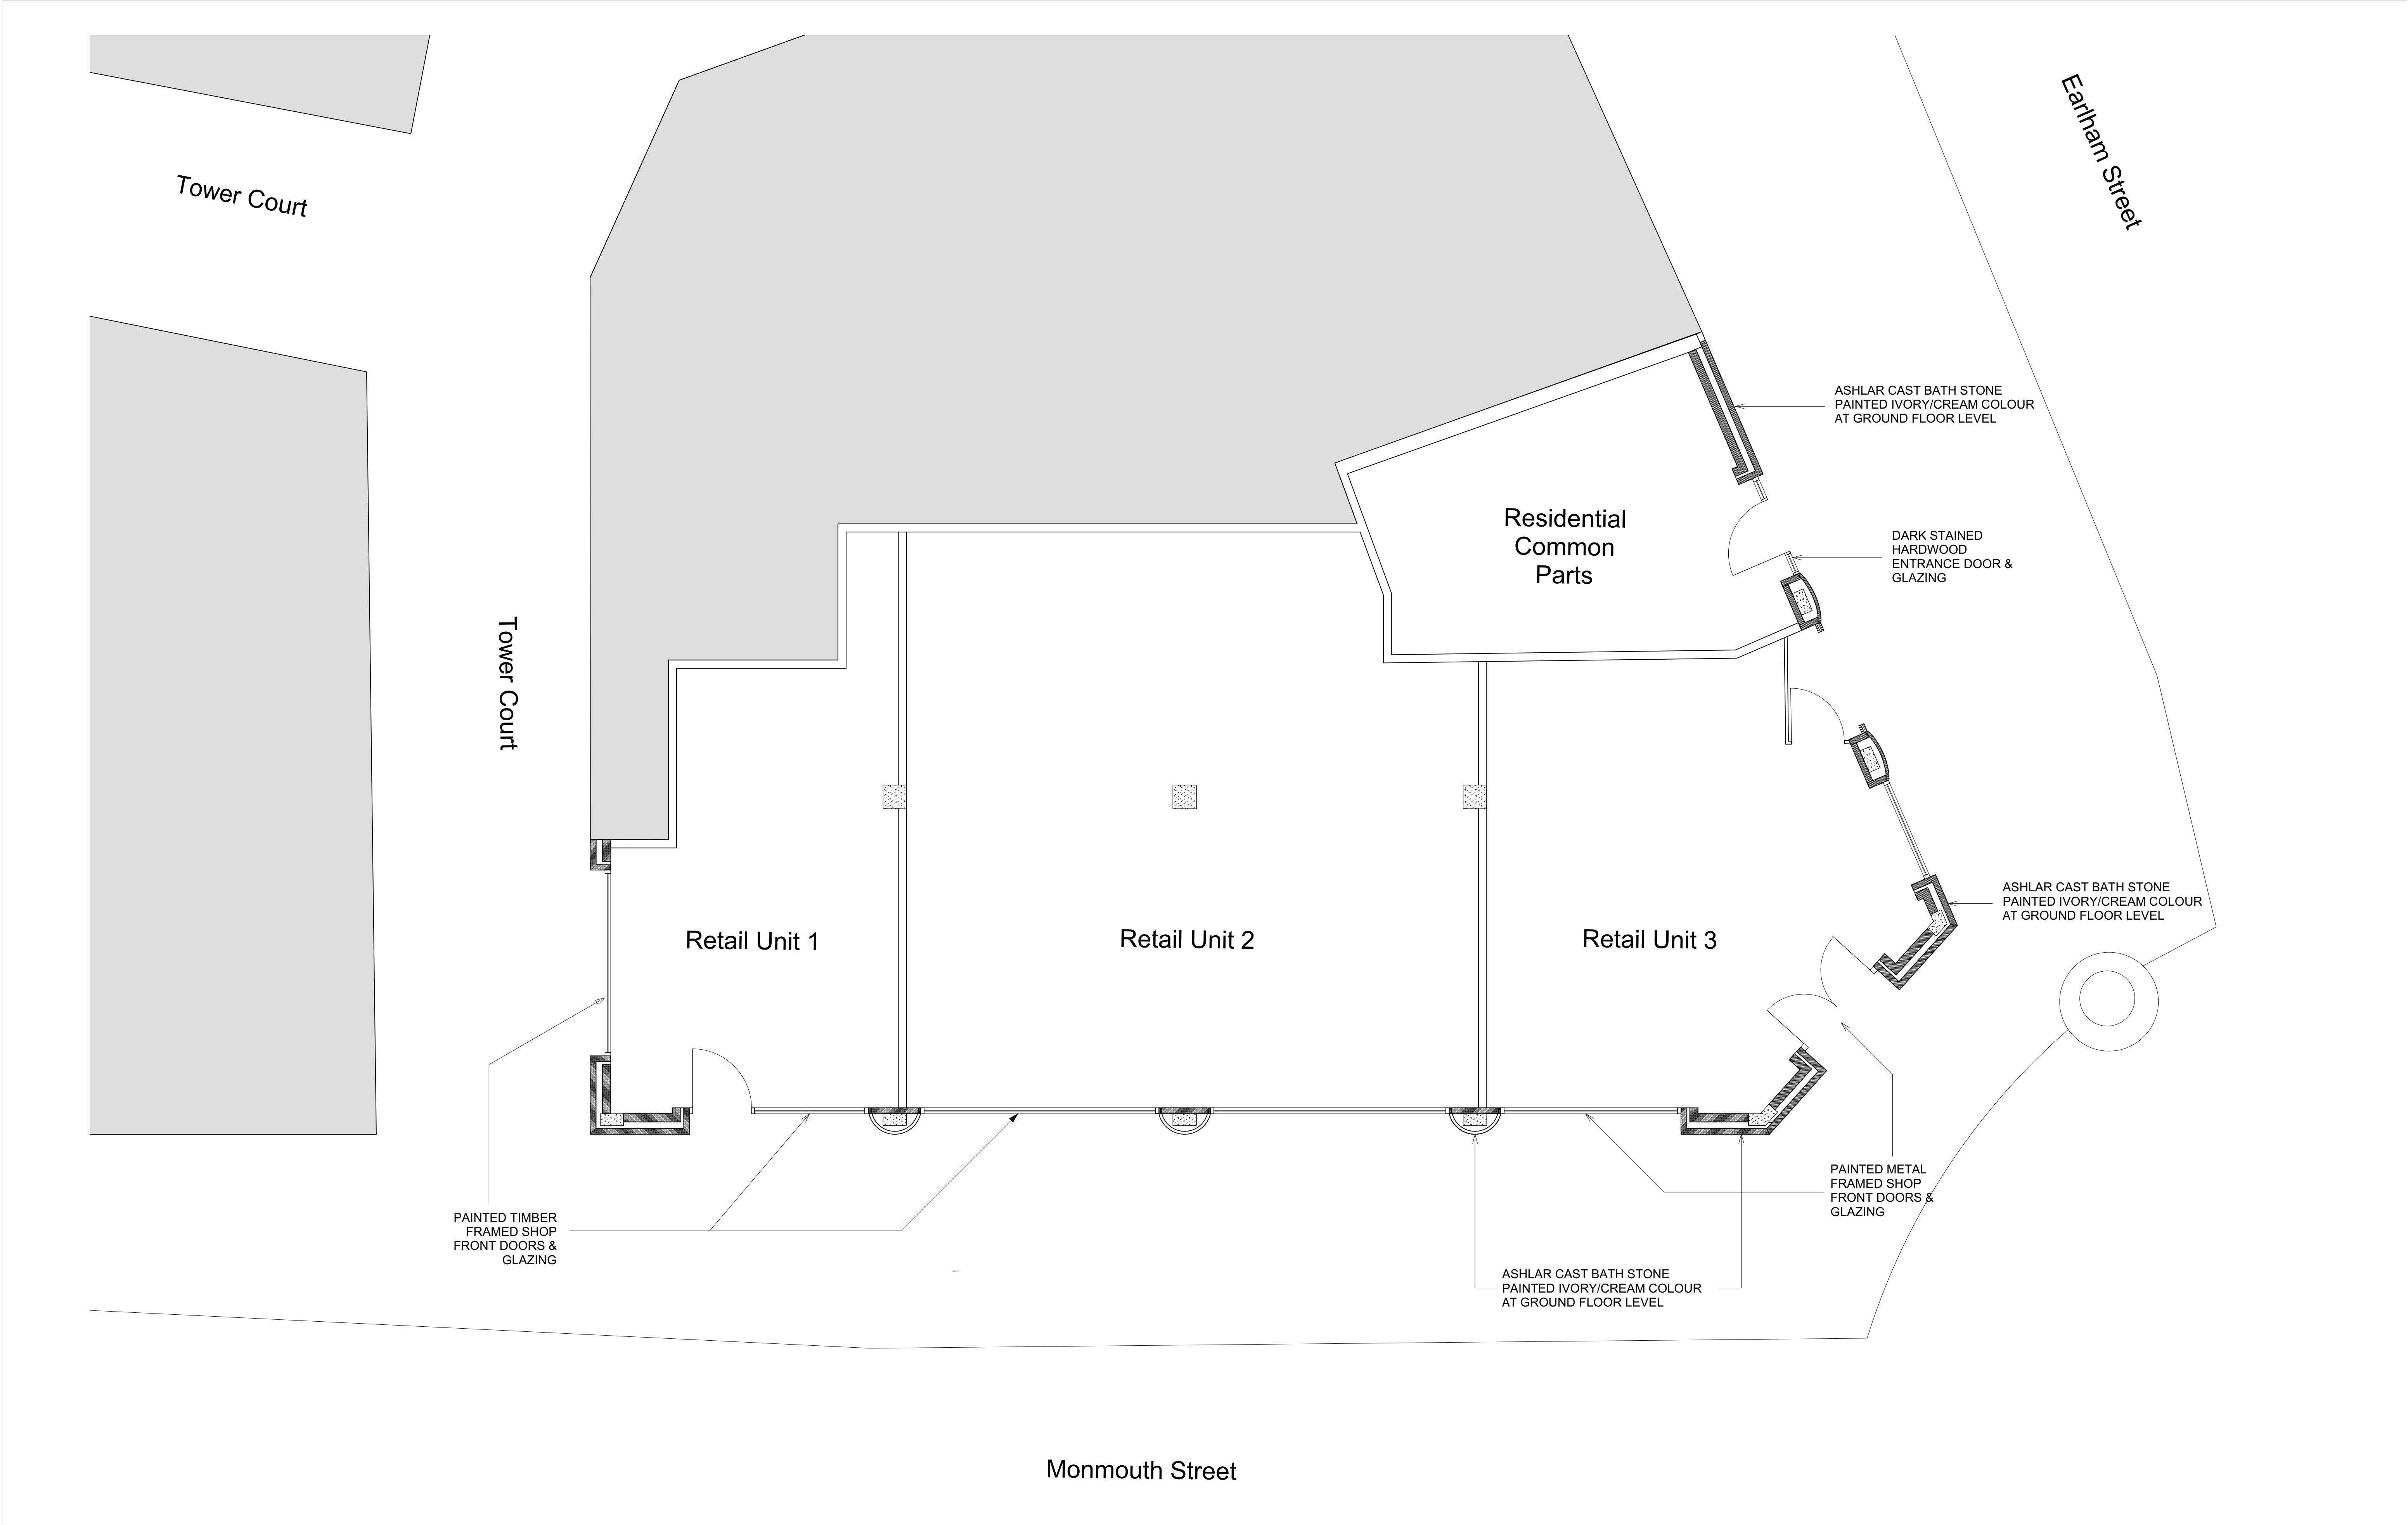 Earlham Street
Tower Court
ASHLAR CAST BATH STONE
PAINTED IVORY/CREAM COLOUR
AT GROUND FLOOR LEVEL
Residential
Common
Parts
DARK STAINED
HARDWOOD
ENTRANCE DOOR &
GLAZING
Tower Court
ASHLAR CAST BATH STONE
PAINTED IVORY/CREAM COLOUR
AT GROUND FLOOR LEVEL
Retail Unit 1
Retail Unit 2
Retail Unit 3
PAINTED METAL
FRAMED SHOP
FRONT DOORS &
GLAZING
PAINTED TIMBER
FRAMED SHOP
FRONT DOORS &
GLAZING
ASHLAR CAST BATH STONE
PAINTED IVORY/CREAM COLOUR
AT GROUND FLOOR LEVEL
Monmouth Street